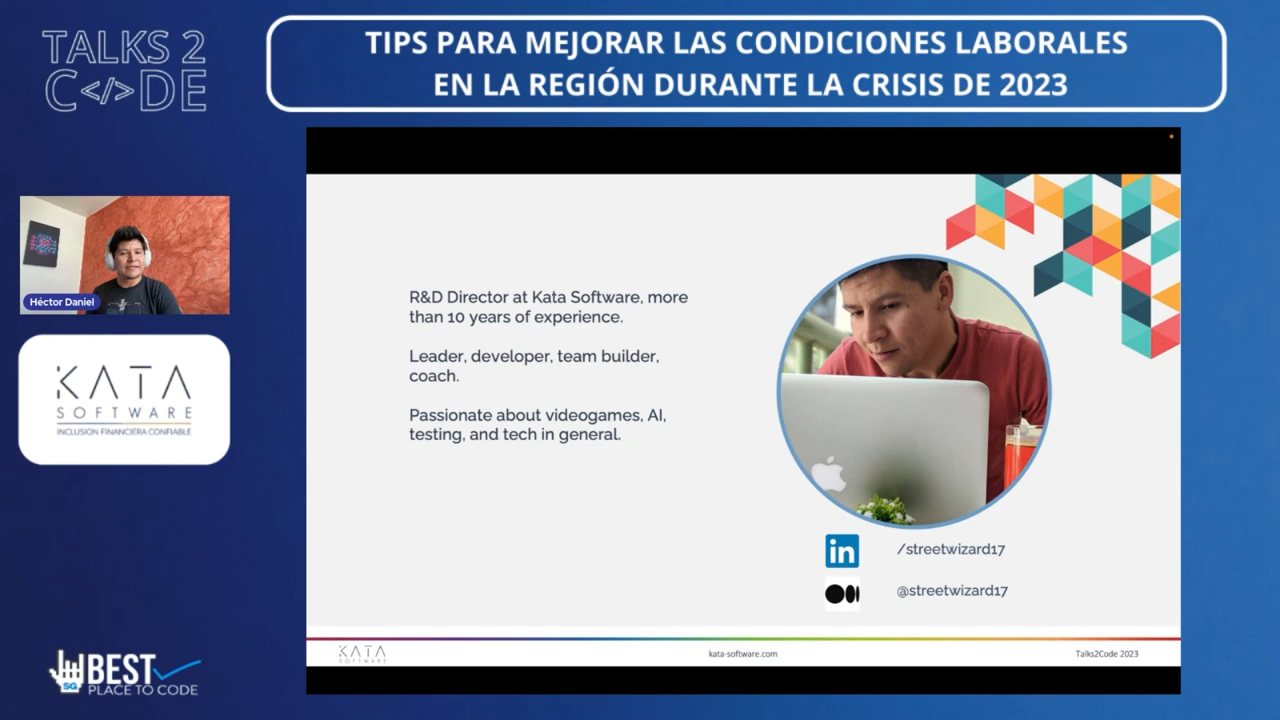 TALKS 2
C</>DE
TIPS PARA MEJORAR LAS CONDICIONES LABORALES
EN LA REGIÓN DURANTE LA CRISIS DE 2023
Héctor Daniel
KATA
SOFTWARE
INCLUSIÓN FINANCIERA CONFIABLE
R&D Director at Kata Software, more
than 10 years of experience.
Leader, developer, team builder,
coach.
Passionate about videogames, AI,
testing, and tech in general.
in
/streetwizard17
@streetwizard17
KATA
SOFTWARE
kata-software.com
Talks2Code 2023
SG
BEST
PLACE TO CODE